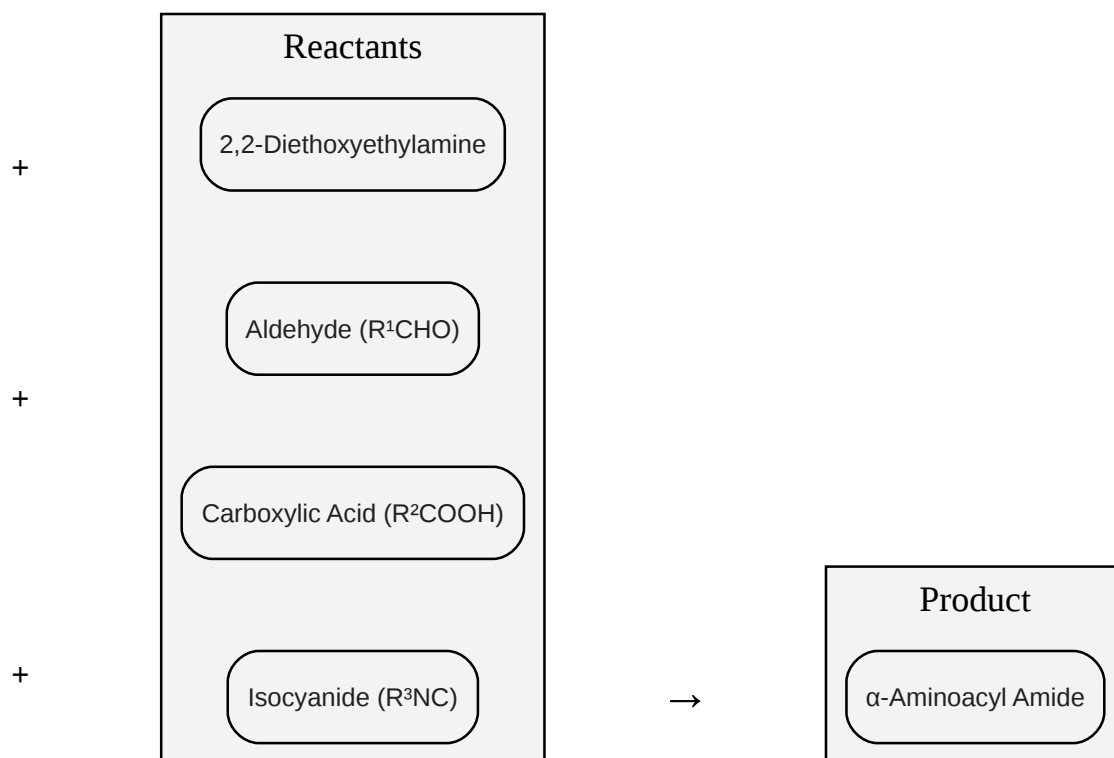 Reactants
2,2-Diethoxyethylamine
+
Aldehyde (R¹CHO)
+
Carboxylic Acid (R²COOH)
Product
+
Isocyanide (R³NC)
→
α-Aminoacyl Amide